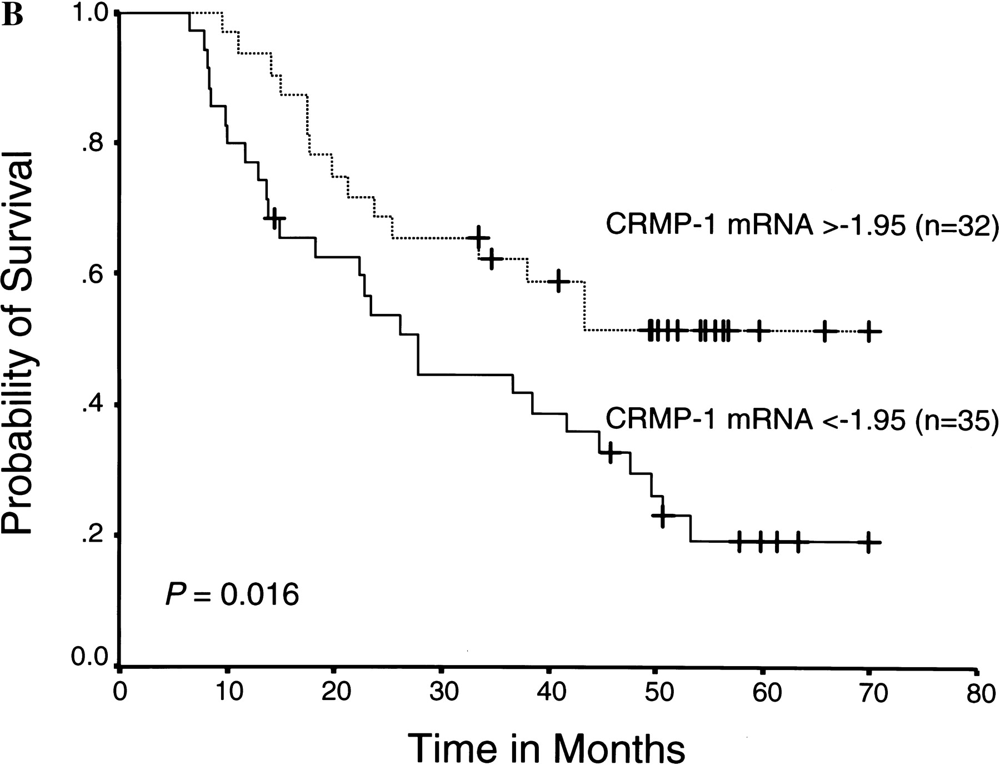 B
1.0
.8
.6
.4
.2
0.0
Probability of Survival
CRMP-1 mRNA >-1.95 (n=32)
CRMP-1 mRNA <-1.95 (n=35)
P = 0.016
0 10 20 30 40 50 60 70 80
Time in Months